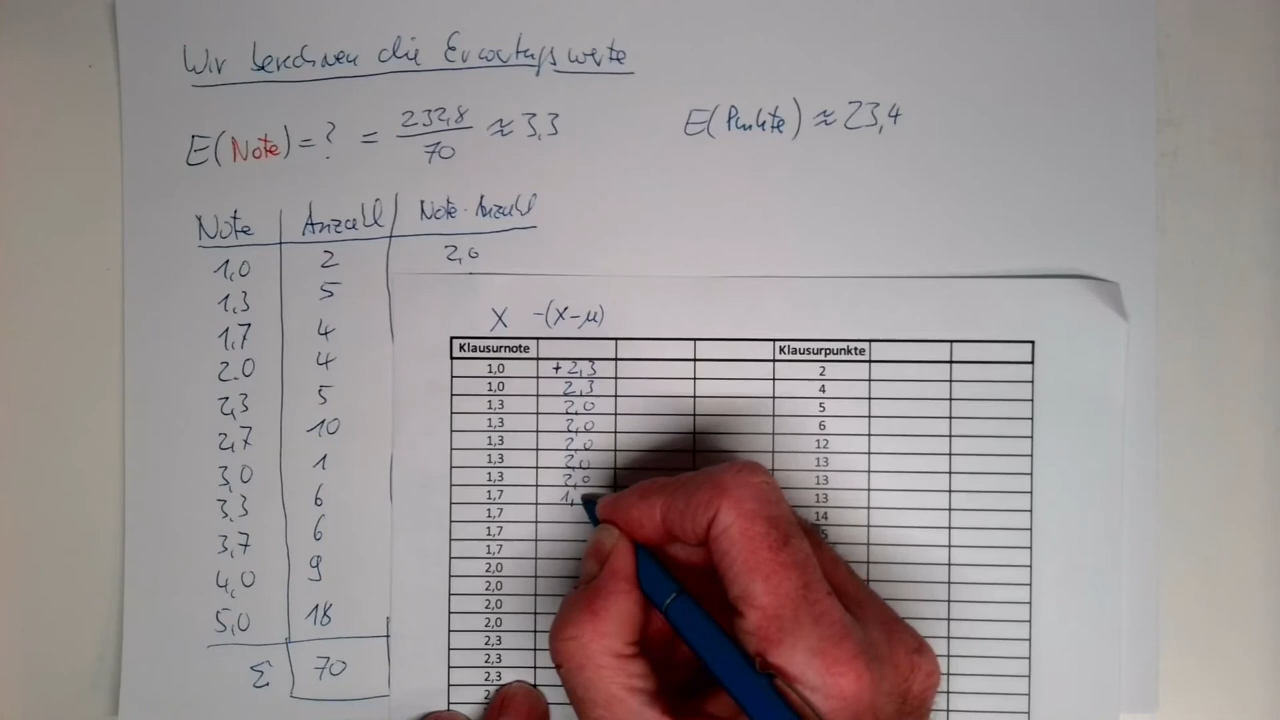 Wir berechnen die Erwartungswerte
E(Note) = ? = 232,8 / 70 ≈ 3,3
E(Punkte) ≈ 23,4
Note Anzahl Note · Anzahl
1,0 2 2,0
1,3 5
1,7 4
2.0 4
2,3 5
2,7 10
3,0 1
3,3 6
3,7 6
4,0 9
5,0 18
Σ 70
X -(X-μ)
Klausurnote Klausurpunkte
1,0 +2,3 2
1,0 2,3 4
1,3 2,0 5
1,3 2,0 6
1,3 2,0 12
1,3 2,0 13
1,3 2,0 13
1,7 1, 13
1,7 14
1,7
1,7
2,0
2,0
2,0
2,0
2,3
2,3
2,3